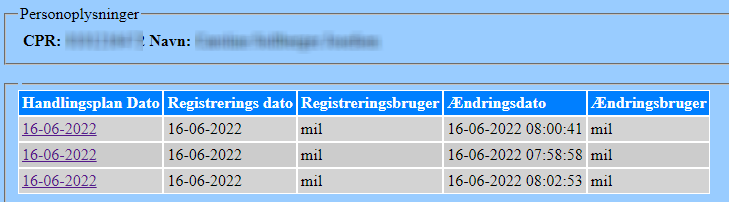 Personoplysninger
CPR: Navn:
Handlingsplan Dato Registrerings dato Registreringsbruger Ændringsdato Ændringsbruger
16-06-2022 16-06-2022 mil 16-06-2022 08:00:41 mil
16-06-2022 16-06-2022 mil 16-06-2022 07:58:58 mil
16-06-2022 16-06-2022 mil 16-06-2022 08:02:53 mil